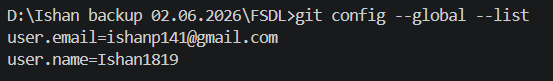 D:\Ishan backup 02.06.2026\FSDL>git config --global --list
user.email=ishanp141@gmail.com
user.name=Ishan1819